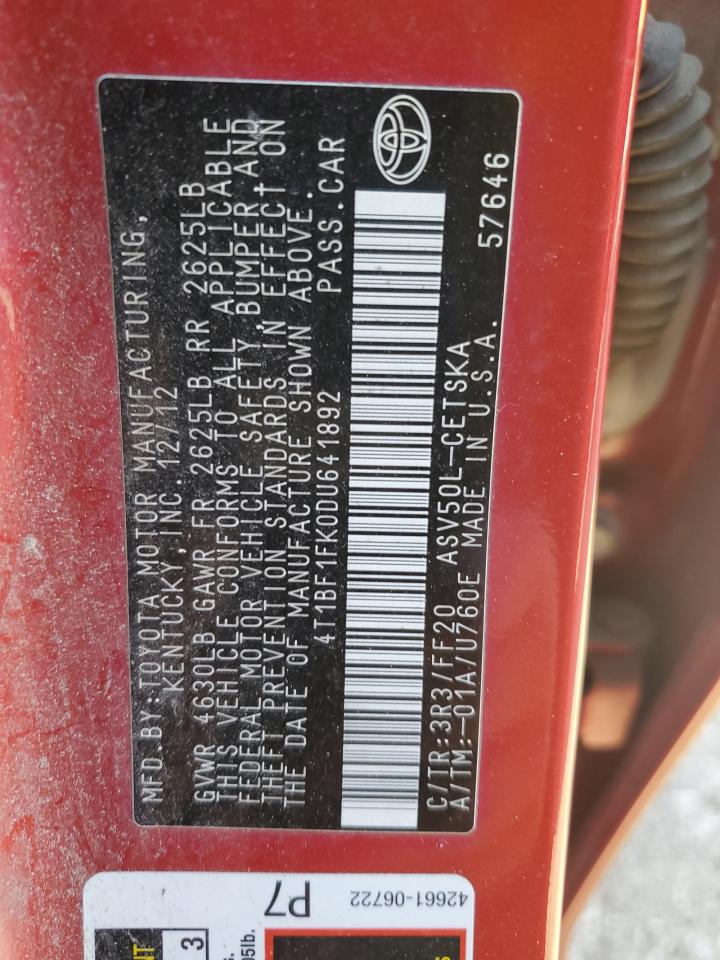 MFD.BY:TOYOTA MOTOR MANUFACTURING,
KENTUCKY,INC.12/12
GVWR 4630LB GAWR FR 2625LB RR 2625LB
THIS VEHICLE CONFORMS TO ALL APPLICABLE
FEDERAL MOTOR VEHICLE SAFETY,BUMPER,AND
THEFT PREVENTION STANDARDS IN EFFECT ON
THE DATE OF MANUFACTURE SHOWN ABOVE.
4T1BF1FK0DU641892 PASS.CAR
C/TR:3R3/FF20 ASV50L-CETSKA
A/TM:-01A/U760E MADE IN U.S.A. 57646
42661-06722
P7
3